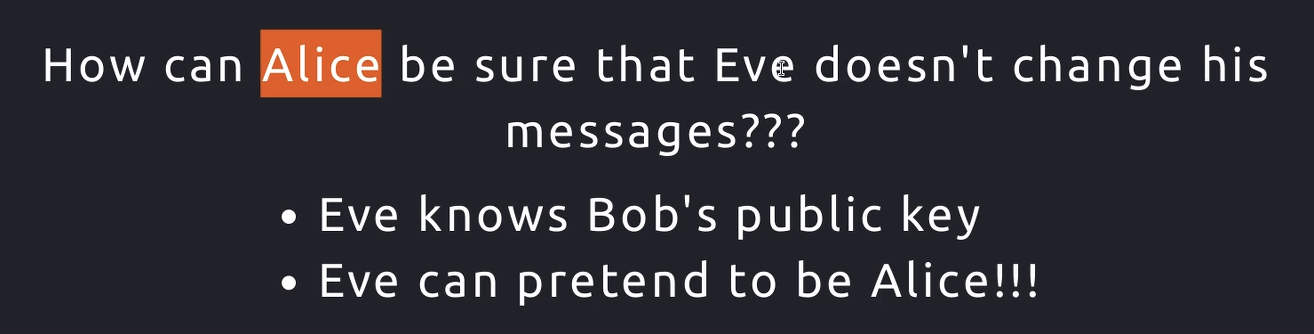 How can Alice be sure that Eve doesn't change his
messages???
• Eve knows Bob's public key
• Eve can pretend to be Alice!!!